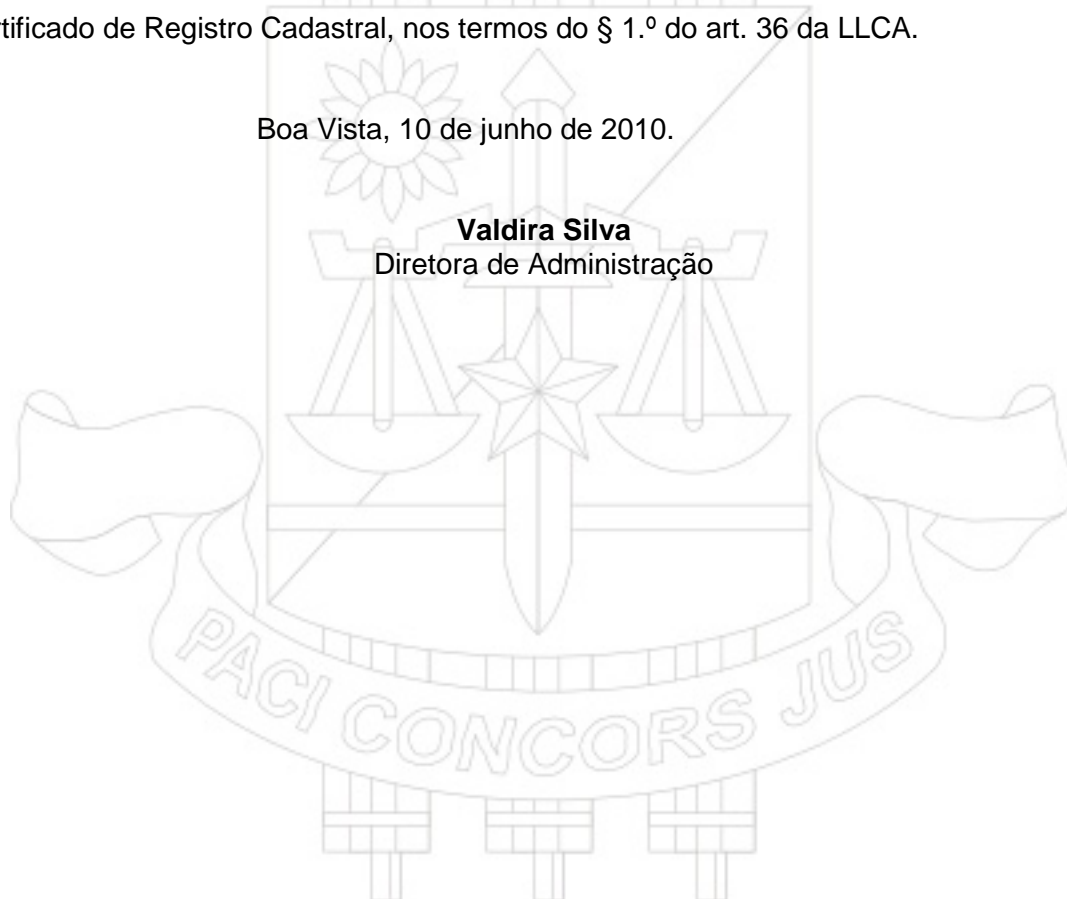 rtificado de Registro Cadastral, nos termos do § 1.º do art. 36 da LLCA.
Boa Vista, 10 de junho de 2010.
Valdira Silva
Diretora de Administração
PACI CONCORS JUS